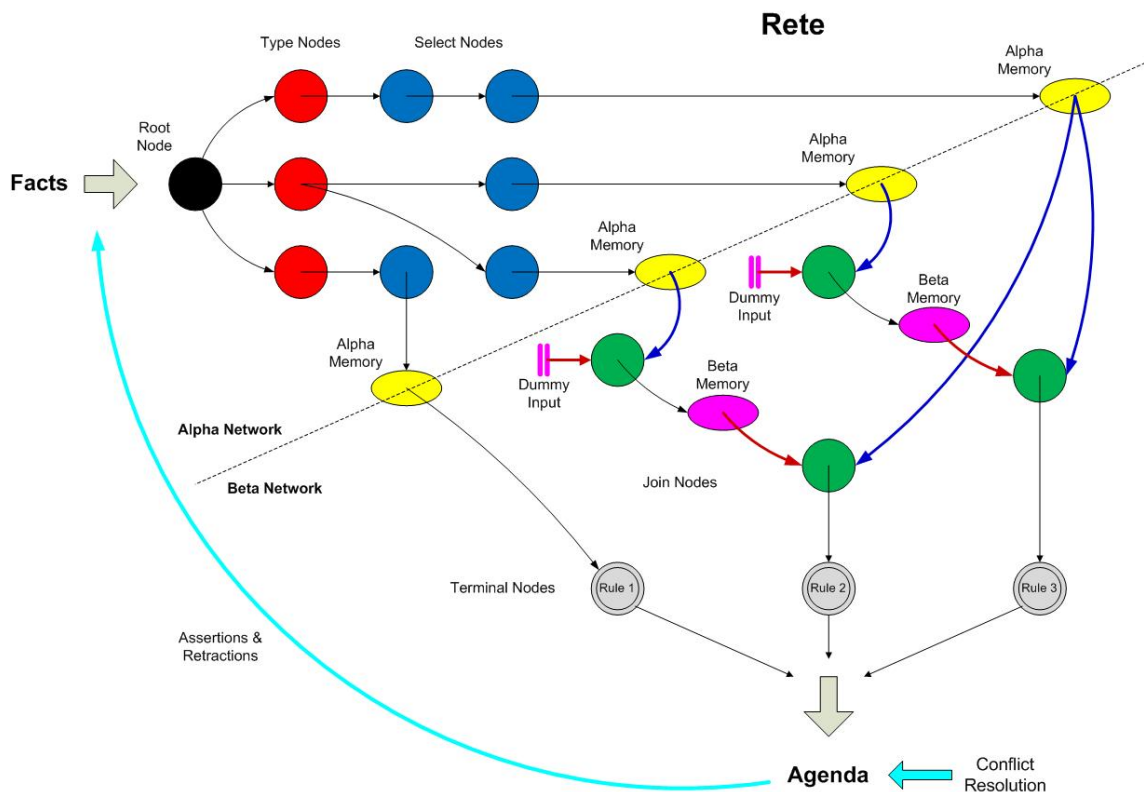 Rete
Type Nodes
Select Nodes
Alpha
Memory
Root
Node
Facts
Alpha
Memory
Alpha
Memory
Dummy
Input
Beta
Memory
Alpha
Memory
Dummy
Input
Beta
Memory
Alpha Network
Beta Network
Join Nodes
Terminal Nodes
Rule 1
Rule 2
Rule 3
Assertions &
Retractions
Agenda
Conflict
Resolution